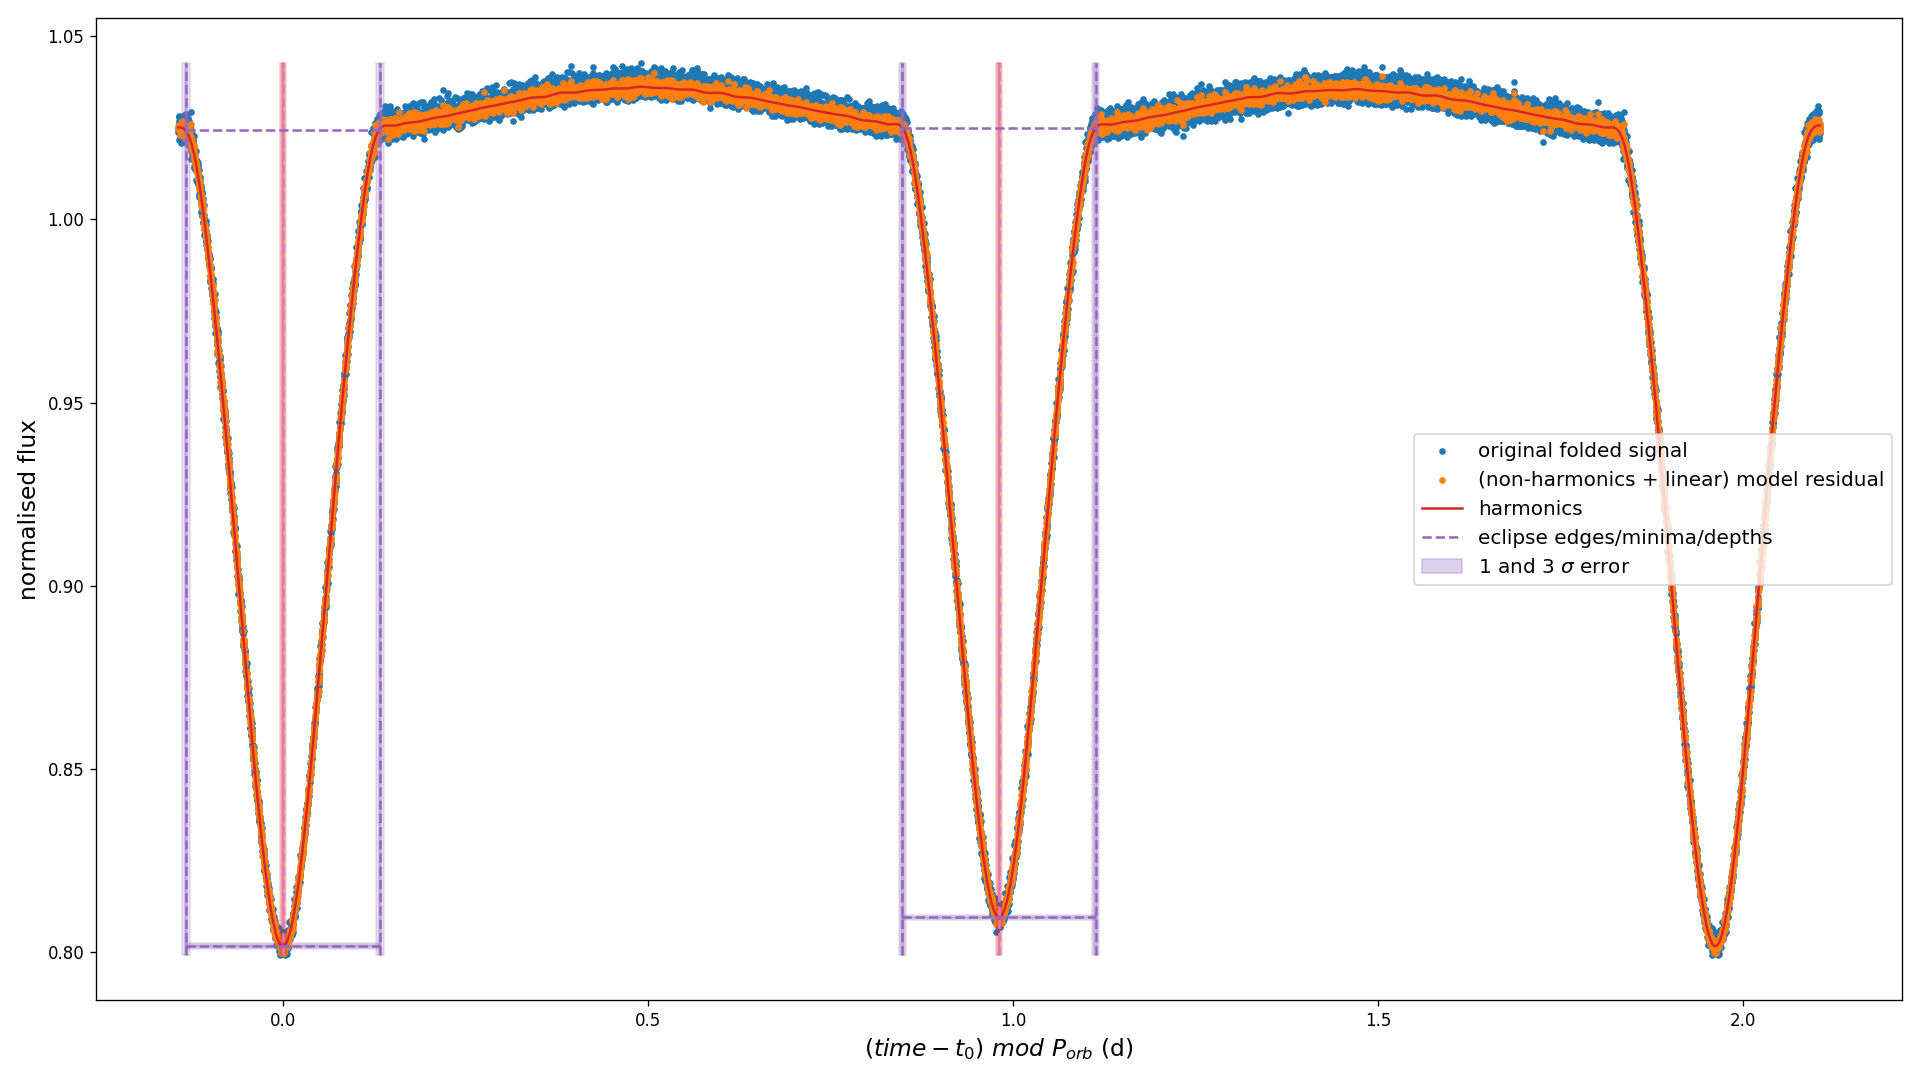 1.05
1.00
0.95
0.90
0.85
0.80
normalised flux
original folded signal
(non-harmonics + linear) model residual
harmonics
eclipse edges/minima/depths
1 and 3 σ error
0.0 0.5 1.0 1.5 2.0
(time − t₀) mod P_orb (d)